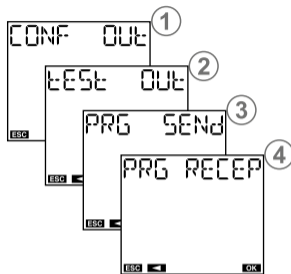 1
CONF OUt
ESC
2
tESt OUt
ESC
3
PRG SENd
ESC
4
PRG RECEP
ESC OK